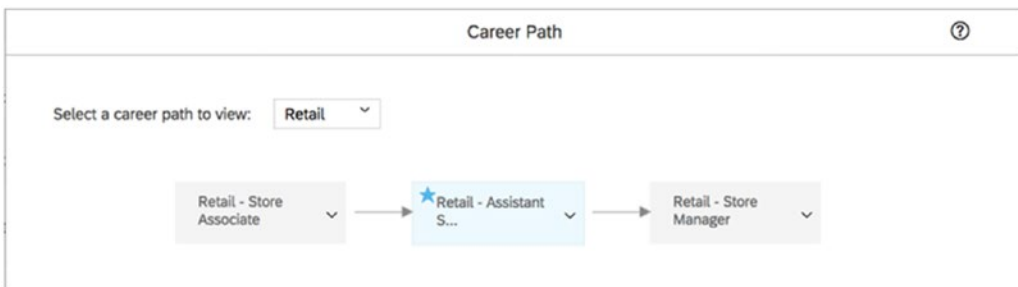 Career Path
Select a career path to view: Retail
Retail - Store
Associate
Retail - Assistant
S...
Retail - Store
Manager